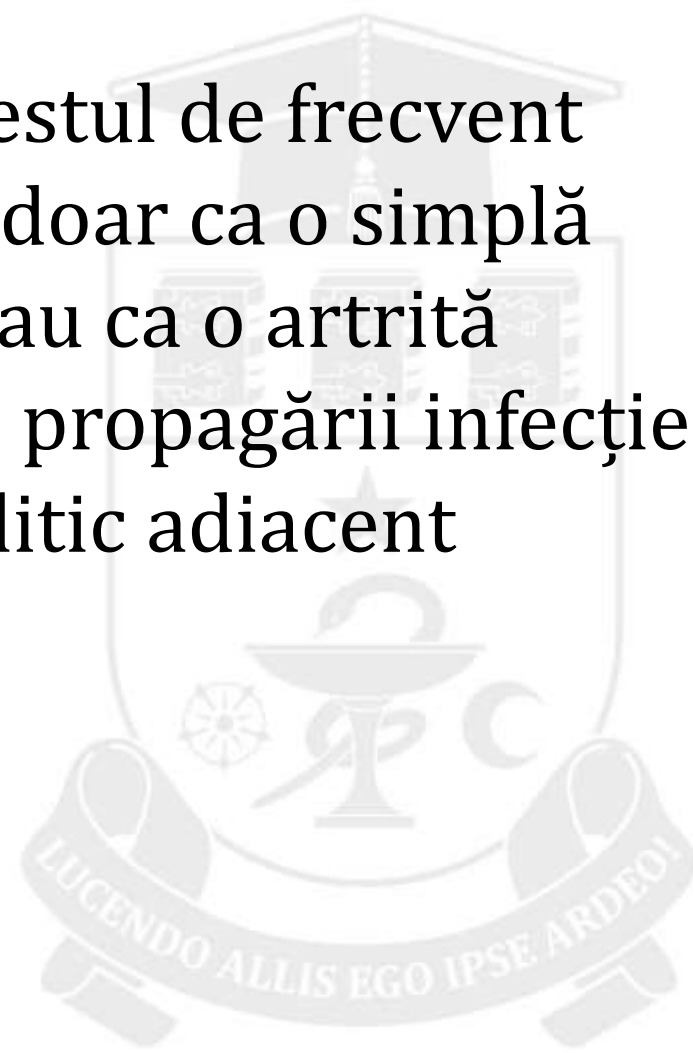 estul de frecvent
doar ca o simplă
au ca o artrită
propagării infecție
litic adiacent
LUCENDO ALLIS EGO IPSE ARDEO!